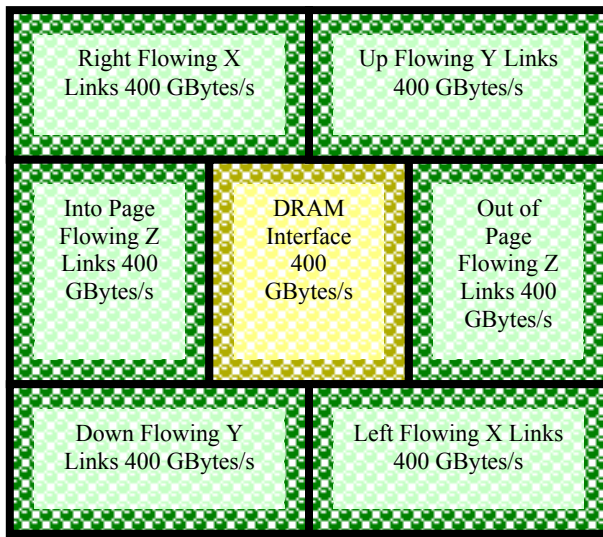 Right Flowing X
Links 400 GBytes/s
Up Flowing Y Links
400 GBytes/s
Into Page
Flowing Z
Links 400
GBytes/s
DRAM
Interface
400
GBytes/s
Out of
Page
Flowing Z
Links 400
GBytes/s
Down Flowing Y
Links 400 GBytes/s
Left Flowing X Links
400 GBytes/s